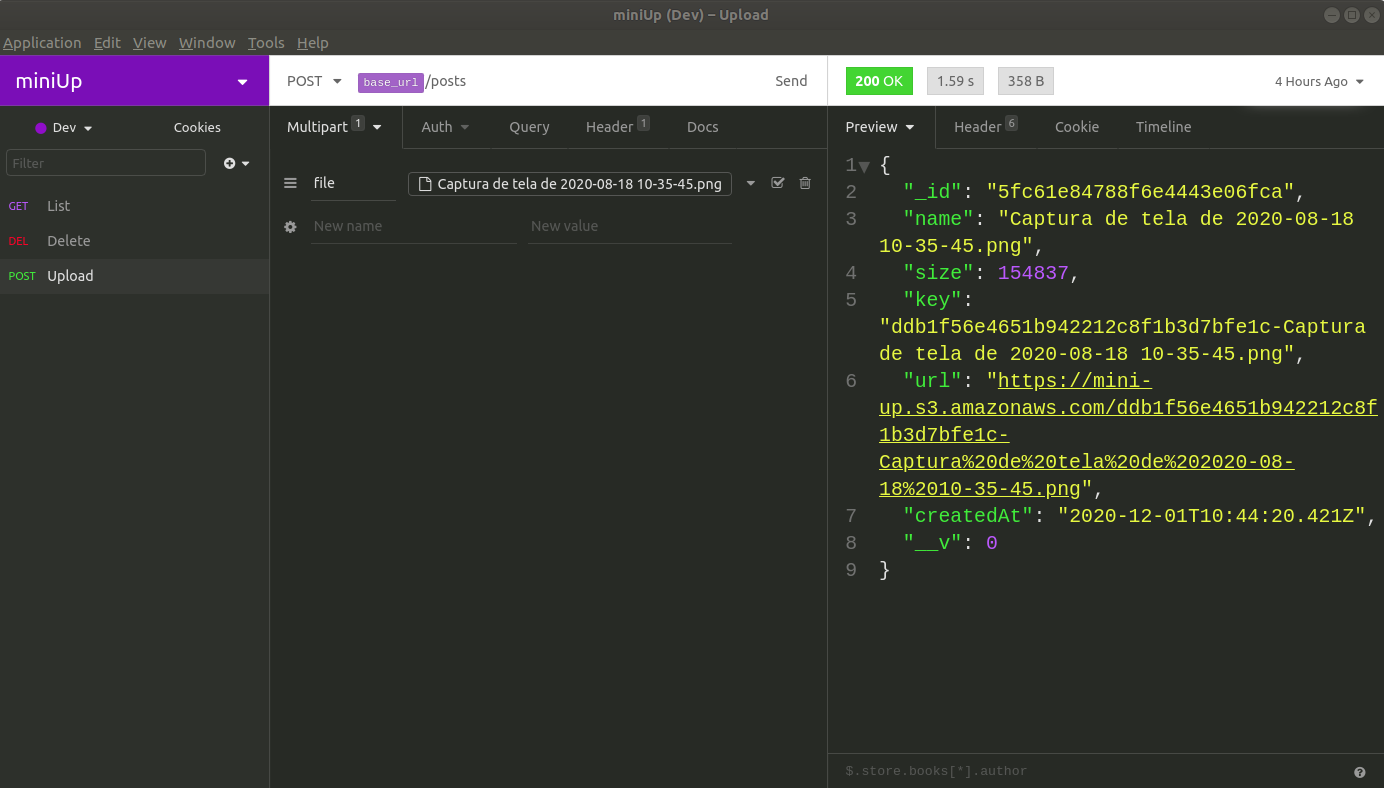 miniUp (Dev) – Upload
Application Edit View Window Tools Help
miniUp
POST base_url/posts Send
200 OK 1.59 s 358 B 4 Hours Ago
Dev Cookies
Multipart 1 Auth Query Header 1 Docs
Preview Header 6 Cookie Timeline
Filter
GET List
DEL Delete
POST Upload
file Captura de tela de 2020-08-18 10-35-45.png
New name New value
1 {
2 "_id": "5fc61e84788f6e4443e06fca",
3 "name": "Captura de tela de 2020-08-18
10-35-45.png",
4 "size": 154837,
5 "key":
"ddb1f56e4651b942212c8f1b3d7bfe1c-Captura
de tela de 2020-08-18 10-35-45.png",
6 "url": "https://mini-
up.s3.amazonaws.com/ddb1f56e4651b942212c8f
1b3d7bfe1c-
Captura%20de%20tela%20de%202020-08-
18%2010-35-45.png",
7 "createdAt": "2020-12-01T10:44:20.421Z",
8 "__v": 0
9 }
$.store.books[*].author